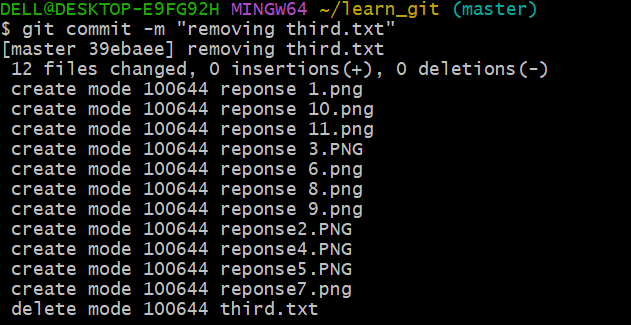 DELL@DESKTOP-E9FG92H MINGW64 ~/learn_git (master)
$ git commit -m "removing third.txt"
[master 39ebaee] removing third.txt
 12 files changed, 0 insertions(+), 0 deletions(-)
 create mode 100644 reponse 1.png
 create mode 100644 reponse 10.png
 create mode 100644 reponse 11.png
 create mode 100644 reponse 3.PNG
 create mode 100644 reponse 6.png
 create mode 100644 reponse 8.png
 create mode 100644 reponse 9.png
 create mode 100644 reponse2.PNG
 create mode 100644 reponse4.PNG
 create mode 100644 reponse5.PNG
 create mode 100644 reponse7.png
 delete mode 100644 third.txt